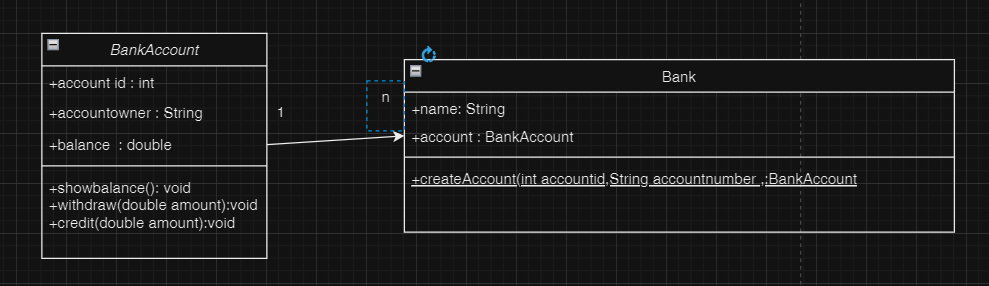 BankAccount
+account id : int
+accountowner : String
+balance : double
+showbalance(): void
+withdraw(double amount):void
+credit(double amount):void
1
n
Bank
+name: String
+account : BankAccount
+createAccount(int accountid,String accountnumber ,:BankAccount